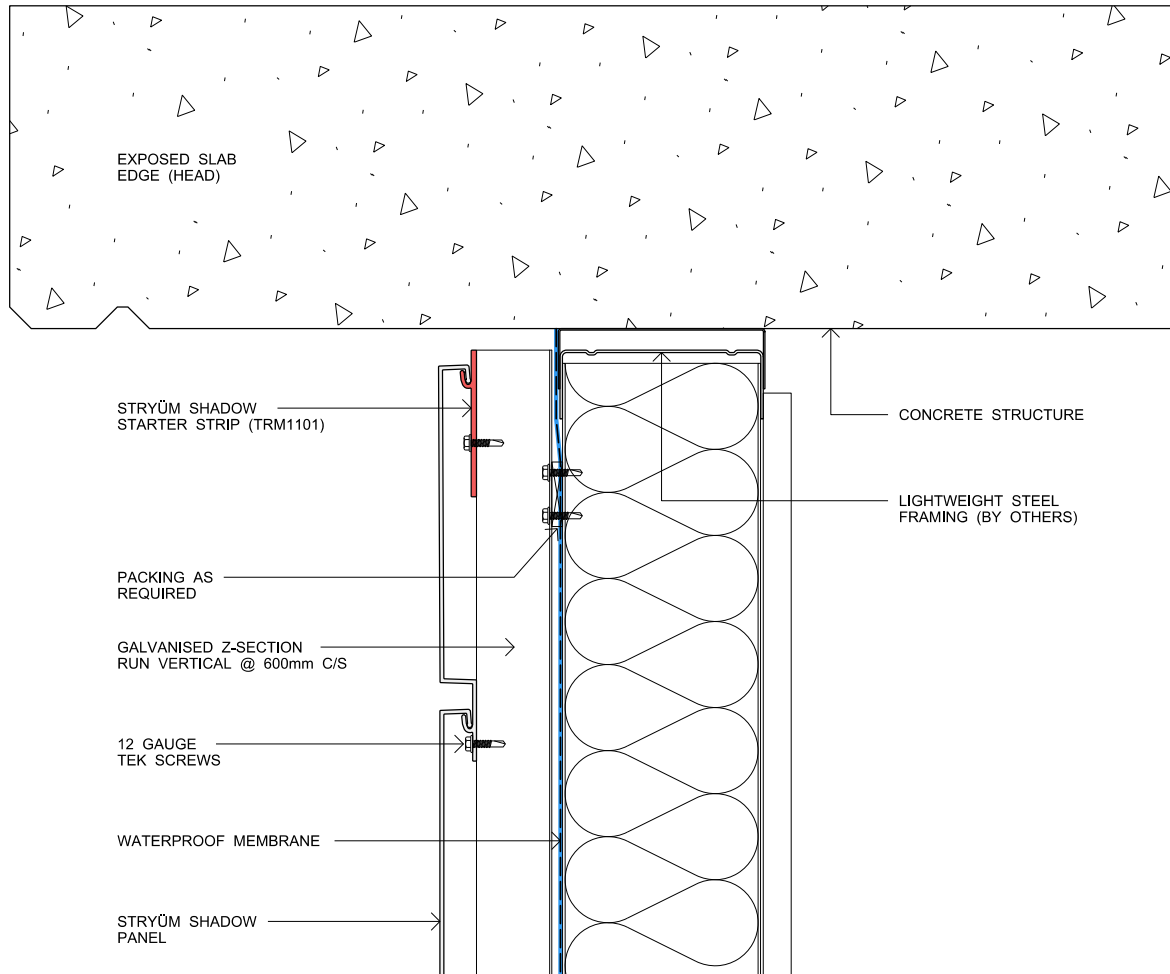 EXPOSED SLAB
EDGE (HEAD)
STRYÜM SHADOW
STARTER STRIP (TRM1101)
CONCRETE STRUCTURE
LIGHTWEIGHT STEEL
FRAMING (BY OTHERS)
PACKING AS
REQUIRED
GALVANISED Z-SECTION
RUN VERTICAL @ 600mm C/S
12 GAUGE
TEK SCREWS
WATERPROOF MEMBRANE
STRYÜM SHADOW
PANEL